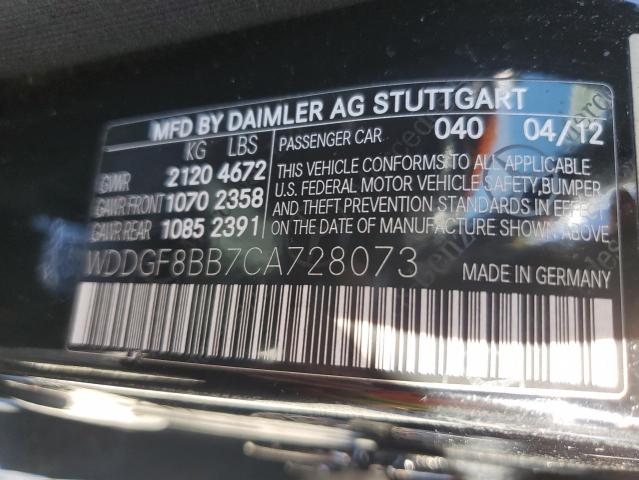 MFD BY DAIMLER AG STUTTGART
KG LBS
GWR 2120 4672
GAWR FRONT 1070 2358
GAWR REAR 1085 2391
PASSENGER CAR 040 04/12
THIS VEHICLE CONFORMS TO ALL APPLICABLE
U.S. FEDERAL MOTOR VEHICLE SAFETY,BUMPER
AND THEFT PREVENTION STANDARDS IN EFFECT
ON THE DATE OF MANUFACTURE SHOWN ABOVE.
WDDGF8BB7CA728073
MADE IN GERMANY